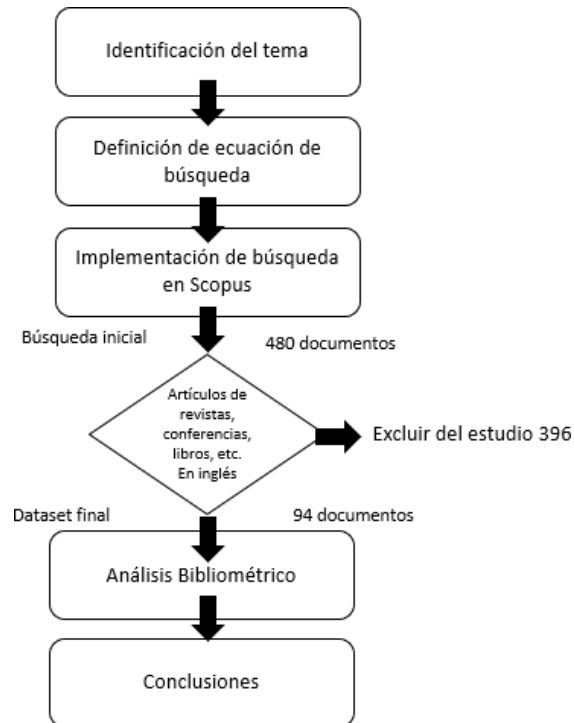 Identificación del tema
Definición de ecuación de
búsqueda
Implementación de búsqueda
en Scopus
Búsqueda inicial
480 documentos
Artículos de
revistas,
conferencias,
libros, etc.
En inglés
Excluir del estudio 396
Dataset final
94 documentos
Análisis Bibliométrico
Conclusiones